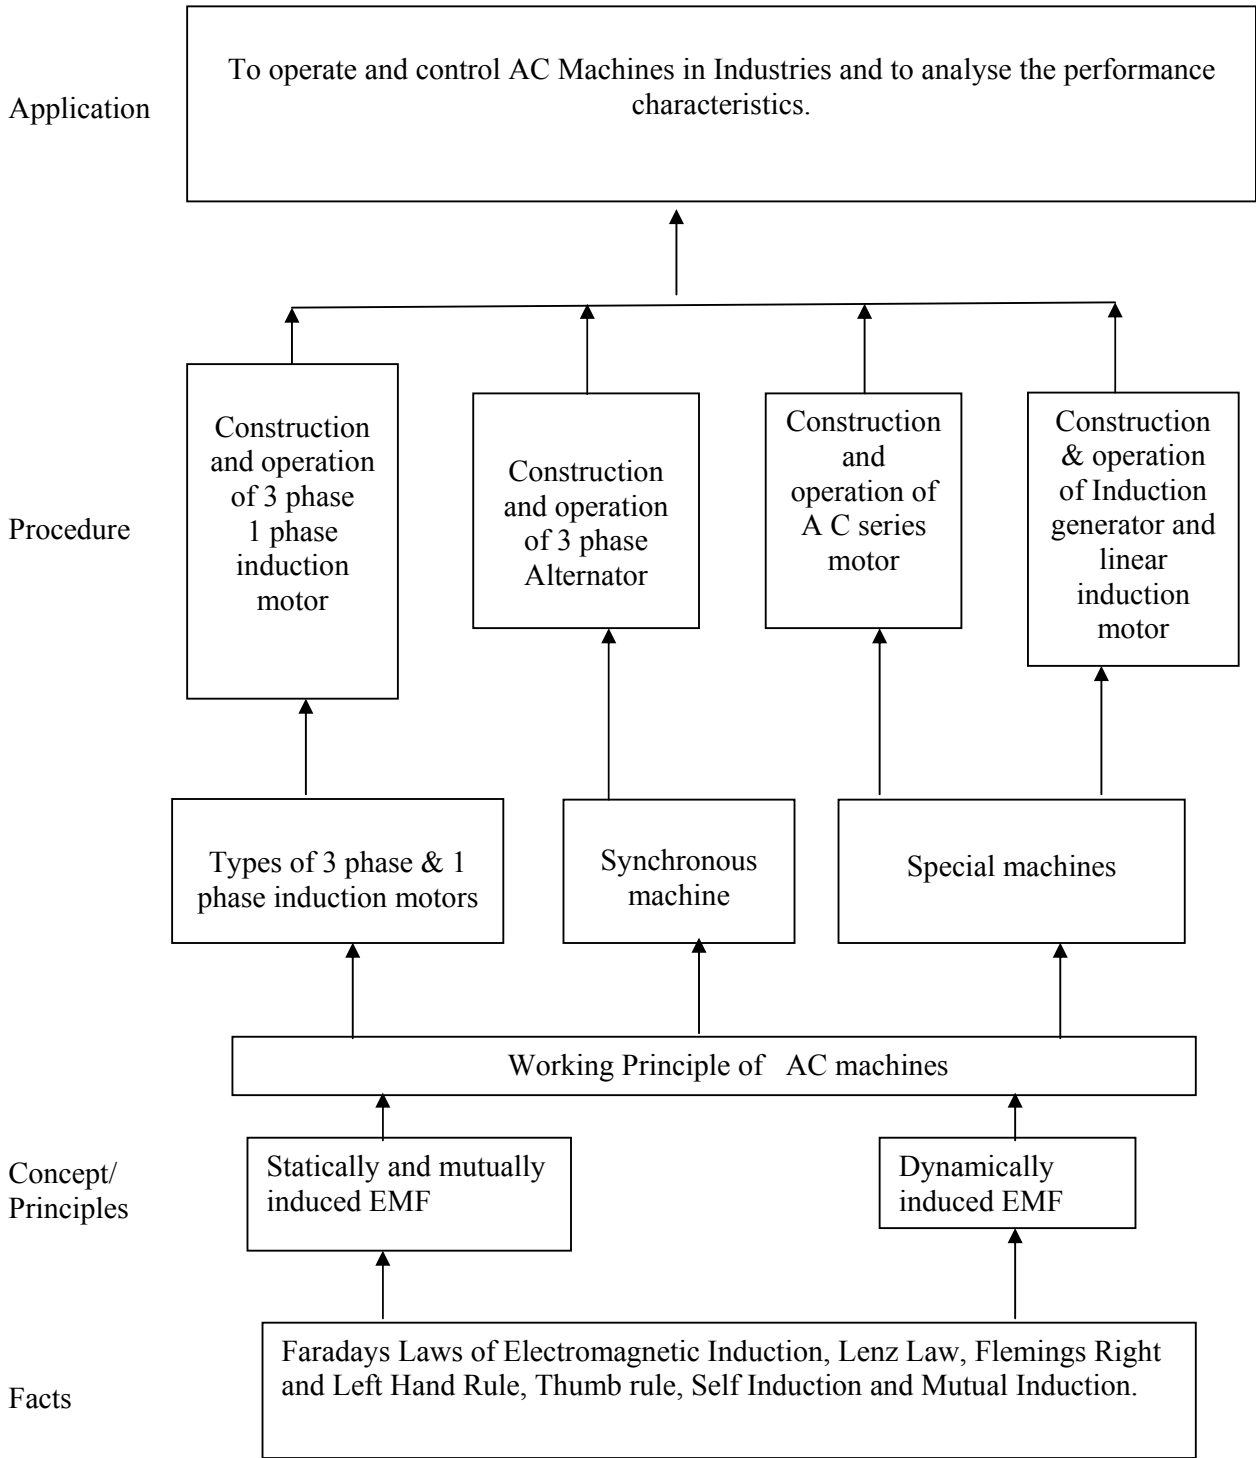 Application
To operate and control AC Machines in Industries and to analyse the performance
characteristics.
Procedure
Construction
and operation
of 3 phase
1 phase
induction
motor
Construction
and operation
of 3 phase
Alternator
Construction
and
operation of
A C series
motor
Construction
& operation
of Induction
generator and
linear
induction
motor
Types of 3 phase & 1
phase induction motors
Synchronous
machine
Special machines
Working Principle of AC machines
Concept/
Principles
Statically and mutually
induced EMF
Dynamically
induced EMF
Facts
Faradays Laws of Electromagnetic Induction, Lenz Law, Flemings Right
and Left Hand Rule, Thumb rule, Self Induction and Mutual Induction.